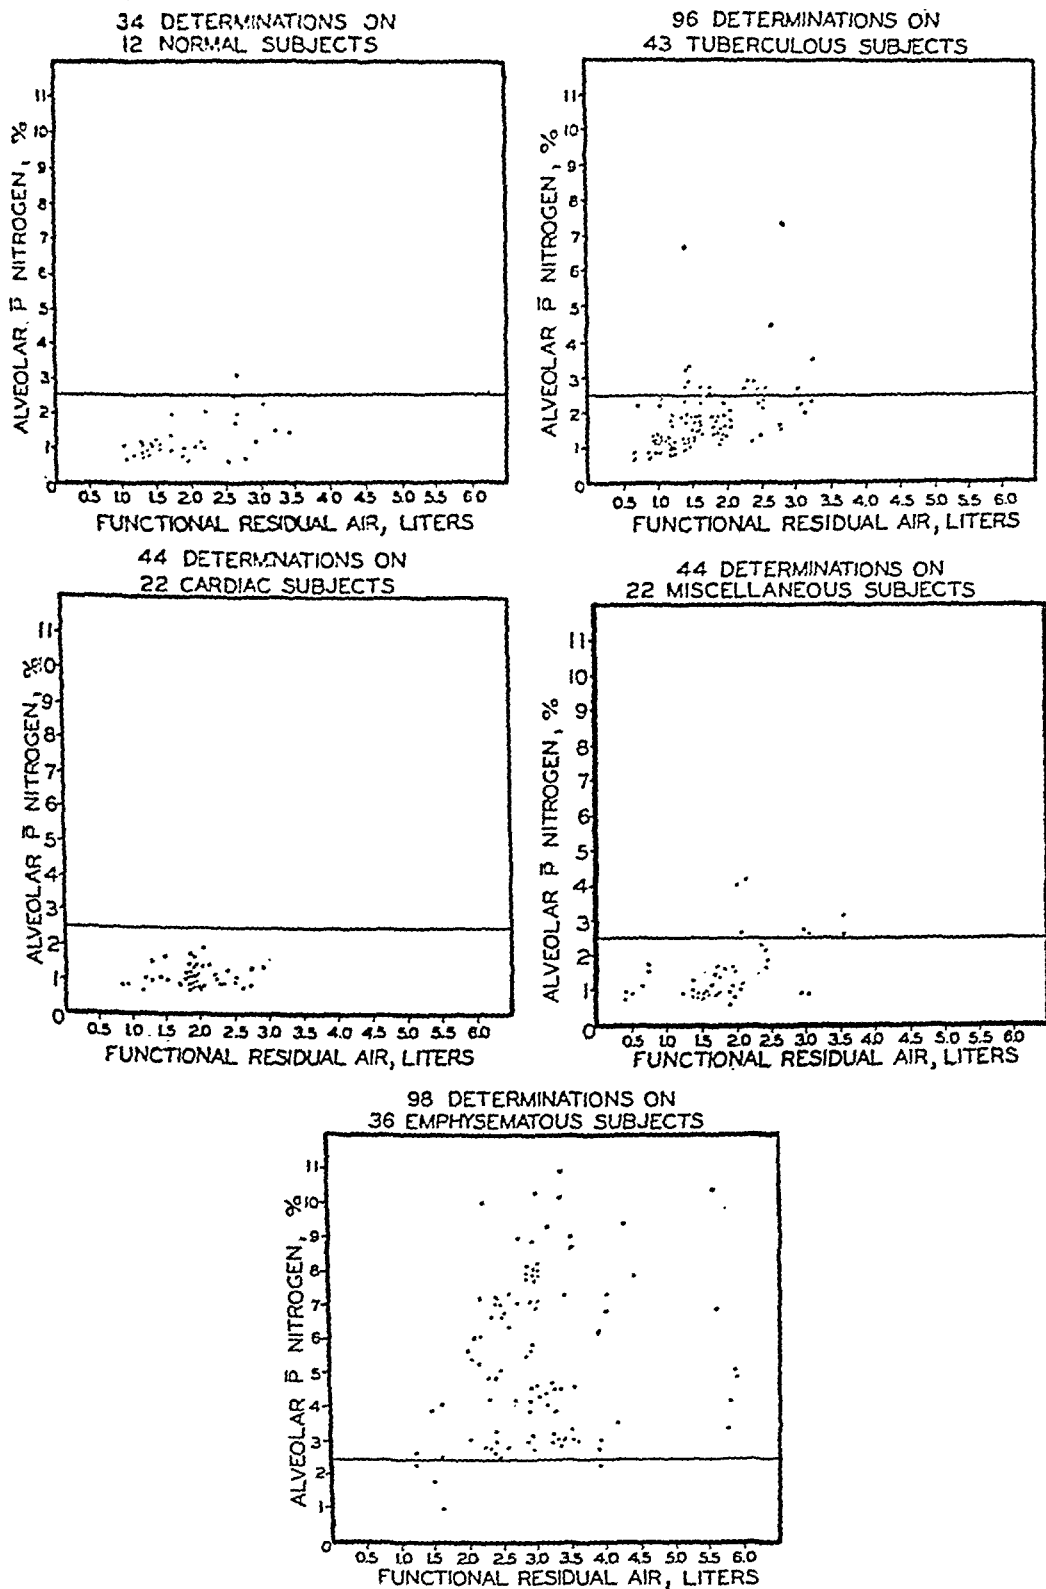 34 DETERMINATIONS ON
12 NORMAL SUBJECTS
ALVEOLAR p̅ NITROGEN, %
11
10
9
8
7
6
5
4
3
2
1
0
0.5 1.0 1.5 2.0 2.5 3.0 3.5 4.0 4.5 5.0 5.5 6.0
FUNCTIONAL RESIDUAL AIR, LITERS
96 DETERMINATIONS ON
43 TUBERCULOUS SUBJECTS
ALVEOLAR p̅ NITROGEN, %
11
10
9
8
7
6
5
4
3
2
1
0
0.5 1.0 1.5 2.0 2.5 3.0 3.5 4.0 4.5 5.0 5.5 6.0
FUNCTIONAL RESIDUAL AIR, LITERS
44 DETERMINATIONS ON
22 CARDIAC SUBJECTS
ALVEOLAR p̅ NITROGEN, %
11
10
9
8
7
6
5
4
3
2
1
0
0.5 1.0 1.5 2.0 2.5 3.0 3.5 4.0 4.5 5.0 5.5 6.0
FUNCTIONAL RESIDUAL AIR, LITERS
44 DETERMINATIONS ON
22 MISCELLANEOUS SUBJECTS
ALVEOLAR p̅ NITROGEN, %
11
10
9
8
7
6
5
4
3
2
1
0
0.5 1.0 1.5 2.0 2.5 3.0 3.5 4.0 4.5 5.0 5.5 6.0
FUNCTIONAL RESIDUAL AIR, LITERS
98 DETERMINATIONS ON
36 EMPHYSEMATOUS SUBJECTS
ALVEOLAR p̅ NITROGEN, %
11
10
9
8
7
6
5
4
3
2
1
0
0.5 1.0 1.5 2.0 2.5 3.0 3.5 4.0 4.5 5.0 5.5 6.0
FUNCTIONAL RESIDUAL AIR, LITERS